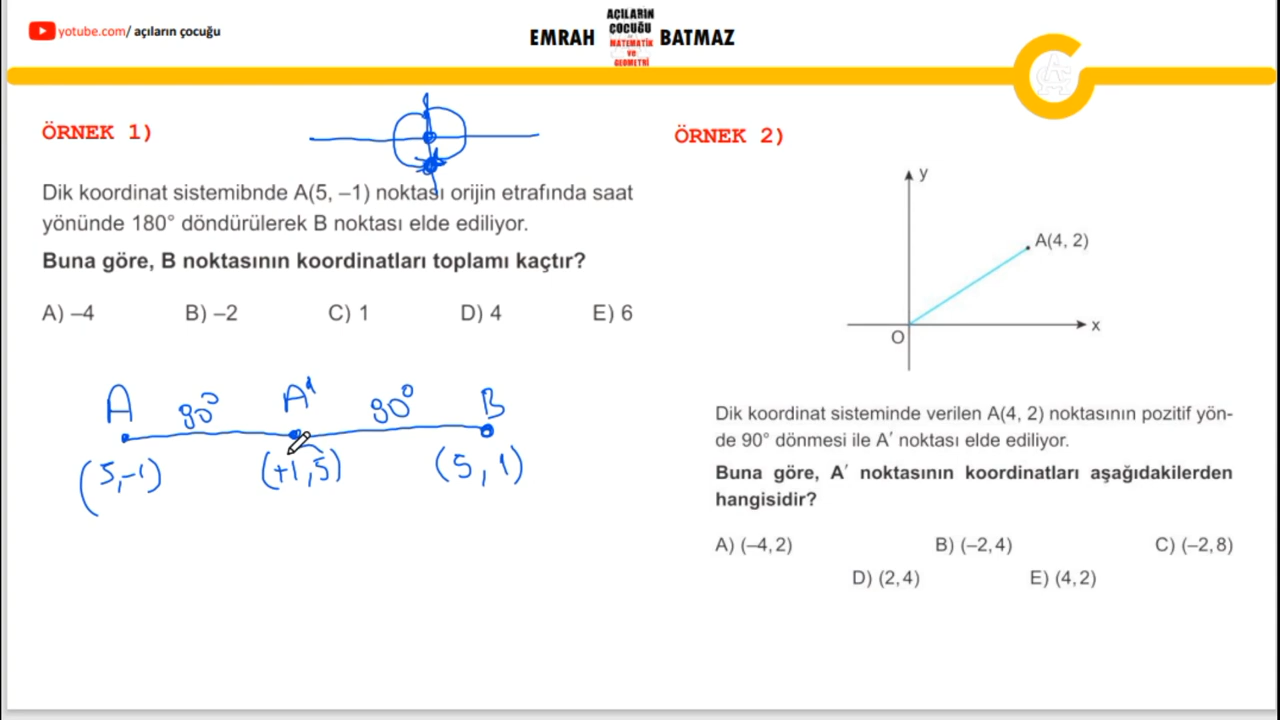 yotube.com/ açıların çocuğu
EMRAH
AÇILARIN
ÇOCUĞU
MATEMATİK
ve
GEOMETRİ
BATMAZ
ÖRNEK 1)
Dik koordinat sistemibnde A(5, –1) noktası orijin etrafında saat
yönünde 180° döndürülerek B noktası elde ediliyor.
Buna göre, B noktasının koordinatları toplamı kaçtır?
A) –4 B) –2 C) 1 D) 4 E) 6
A 90° A' 90° B
(5,-1) (+1,5) (5,1)
ÖRNEK 2)
y
A(4, 2)
x
O
Dik koordinat sisteminde verilen A(4, 2) noktasının pozitif yön-
de 90° dönmesi ile A′ noktası elde ediliyor.
Buna göre, A′ noktasının koordinatları aşağıdakilerden
hangisidir?
A) (–4, 2) B) (–2, 4) C) (–2, 8)
D) (2, 4) E) (4, 2)